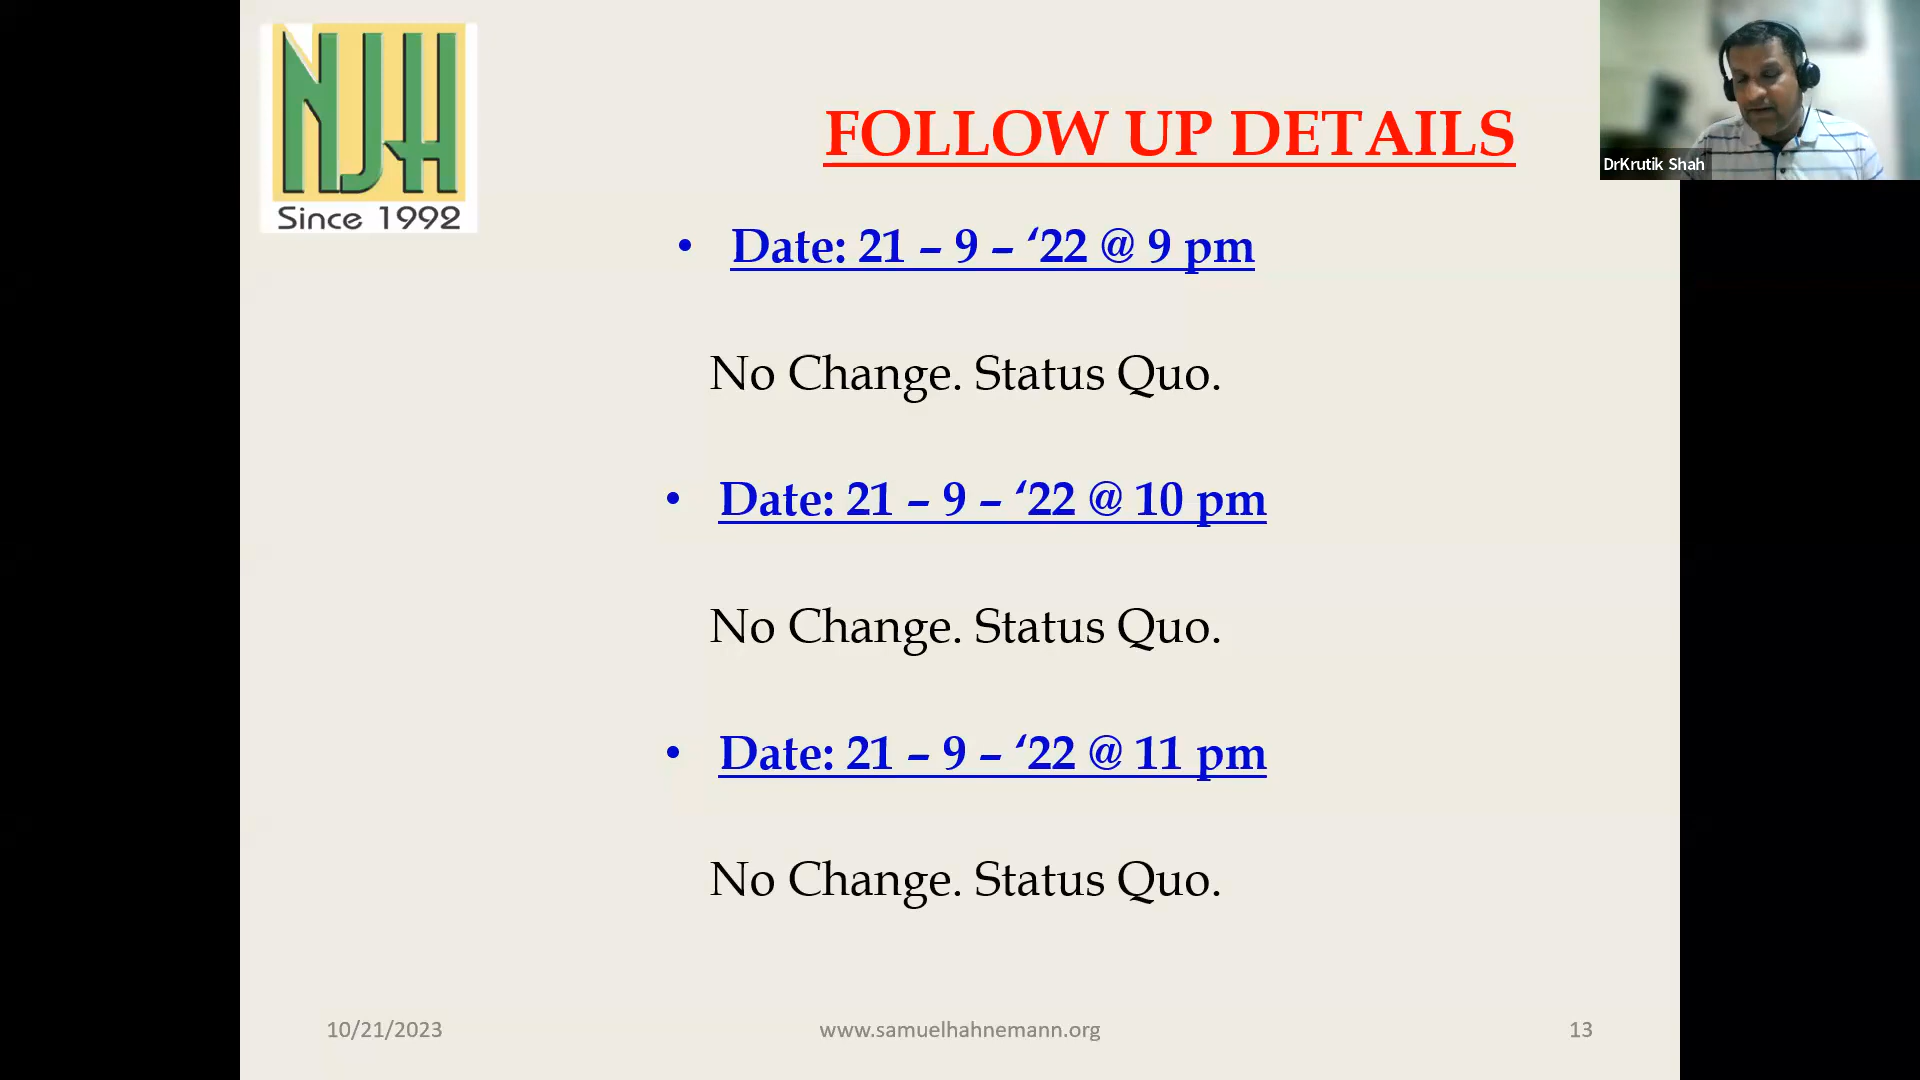 NJH
Since 1992
FOLLOW UP DETAILS
DrKrutik Shah
• Date: 21 – 9 – ‘22 @ 9 pm
No Change. Status Quo.
• Date: 21 – 9 – ‘22 @ 10 pm
No Change. Status Quo.
• Date: 21 – 9 – ‘22 @ 11 pm
No Change. Status Quo.
10/21/2023
www.samuelhahnemann.org
13